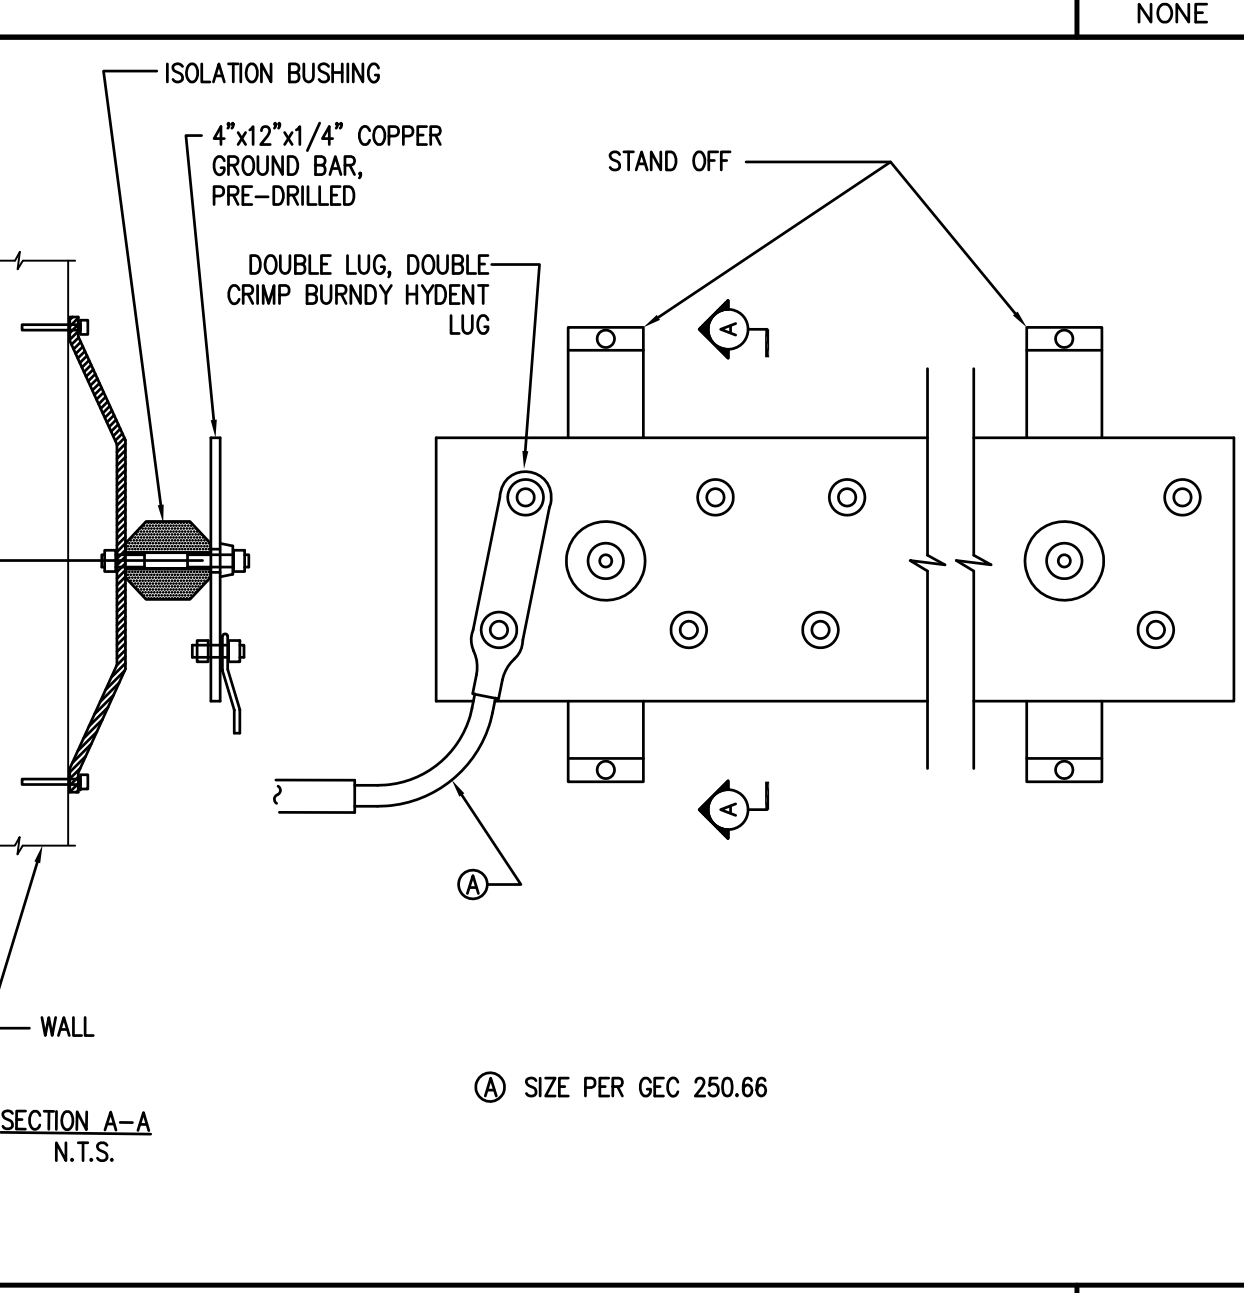 NONE
ISOLATION BUSHING
4"x12"x1/4" COPPER
GROUND BAR,
PRE-DRILLED
STAND OFF
DOUBLE LUG, DOUBLE
CRIMP BURNDY HYDENT
LUG
A
A
A
WALL
A SIZE PER GEC 250.66
SECTION A-A
N.T.S.